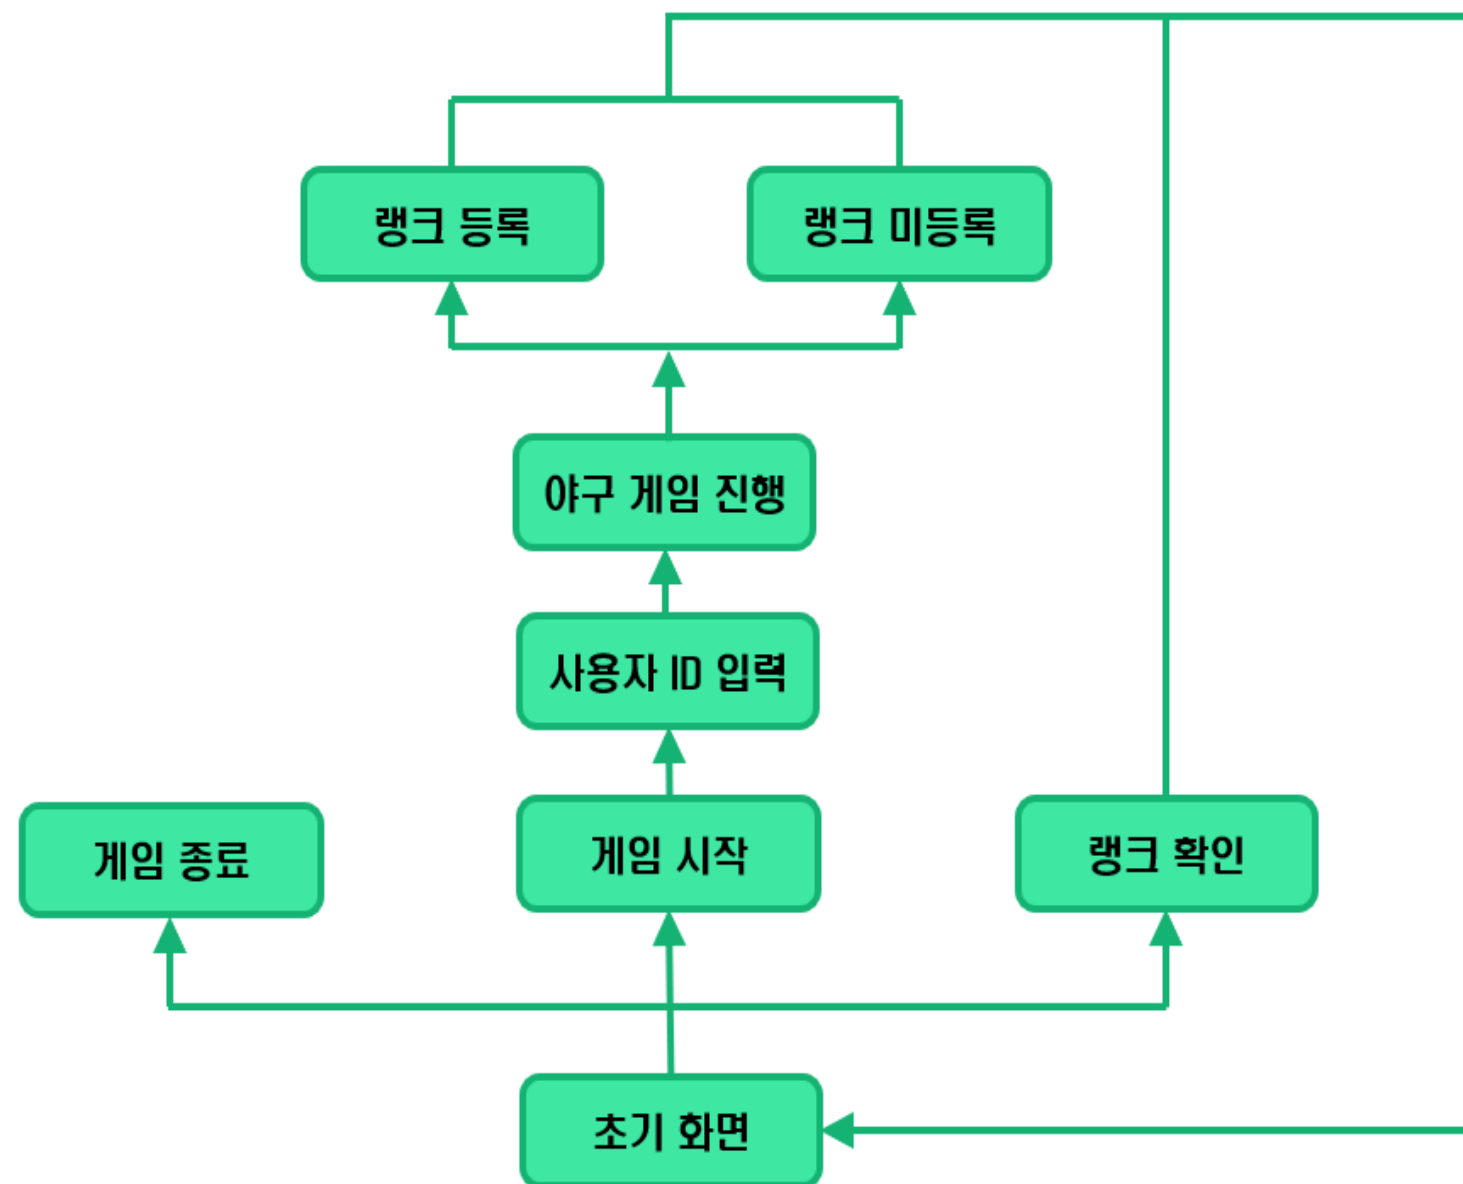 랭크 등록
랭크 미등록
야구 게임 진행
사용자 ID 입력
게임 종료
게임 시작
랭크 확인
초기 화면